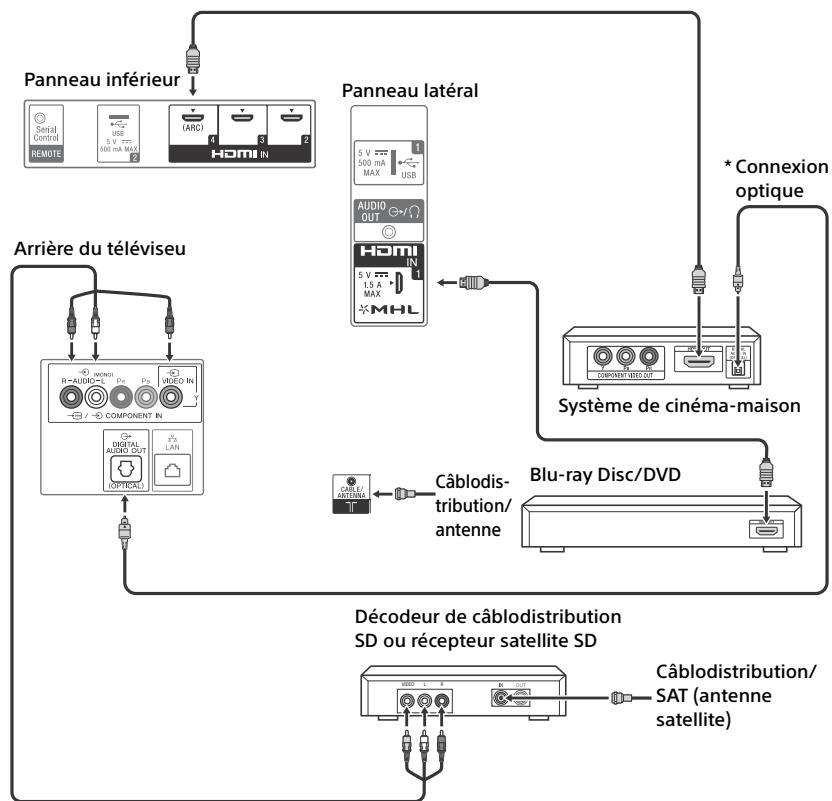 Panneau inférieur
Serial
Control
REMOTE
USB
5 V
500 mA MAX
2
(ARC)
4
3
2
HDMI IN
Panneau latéral
5 V
500 mA
MAX
1
USB
AUDIO
OUT
HDMI
IN
1
5 V
1.5 A
MAX
MHL
* Connexion
optique
Arrière du téléviseu
(MONO)
R-AUDIO-L
PR
PB
VIDEO IN
Y
COMPONENT IN
DIGITAL
AUDIO OUT
(OPTICAL)
LAN
Y
PB
PR
COMPONENT VIDEO OUT
Système de cinéma-maison
CABLE/
ANTENNA
Câblodis-
tribution/
antenne
Blu-ray Disc/DVD
Décodeur de câblodistribution
SD ou récepteur satellite SD
VIDEO
L
R
IN
OUT
Câblodistribution/
SAT (antenne
satellite)